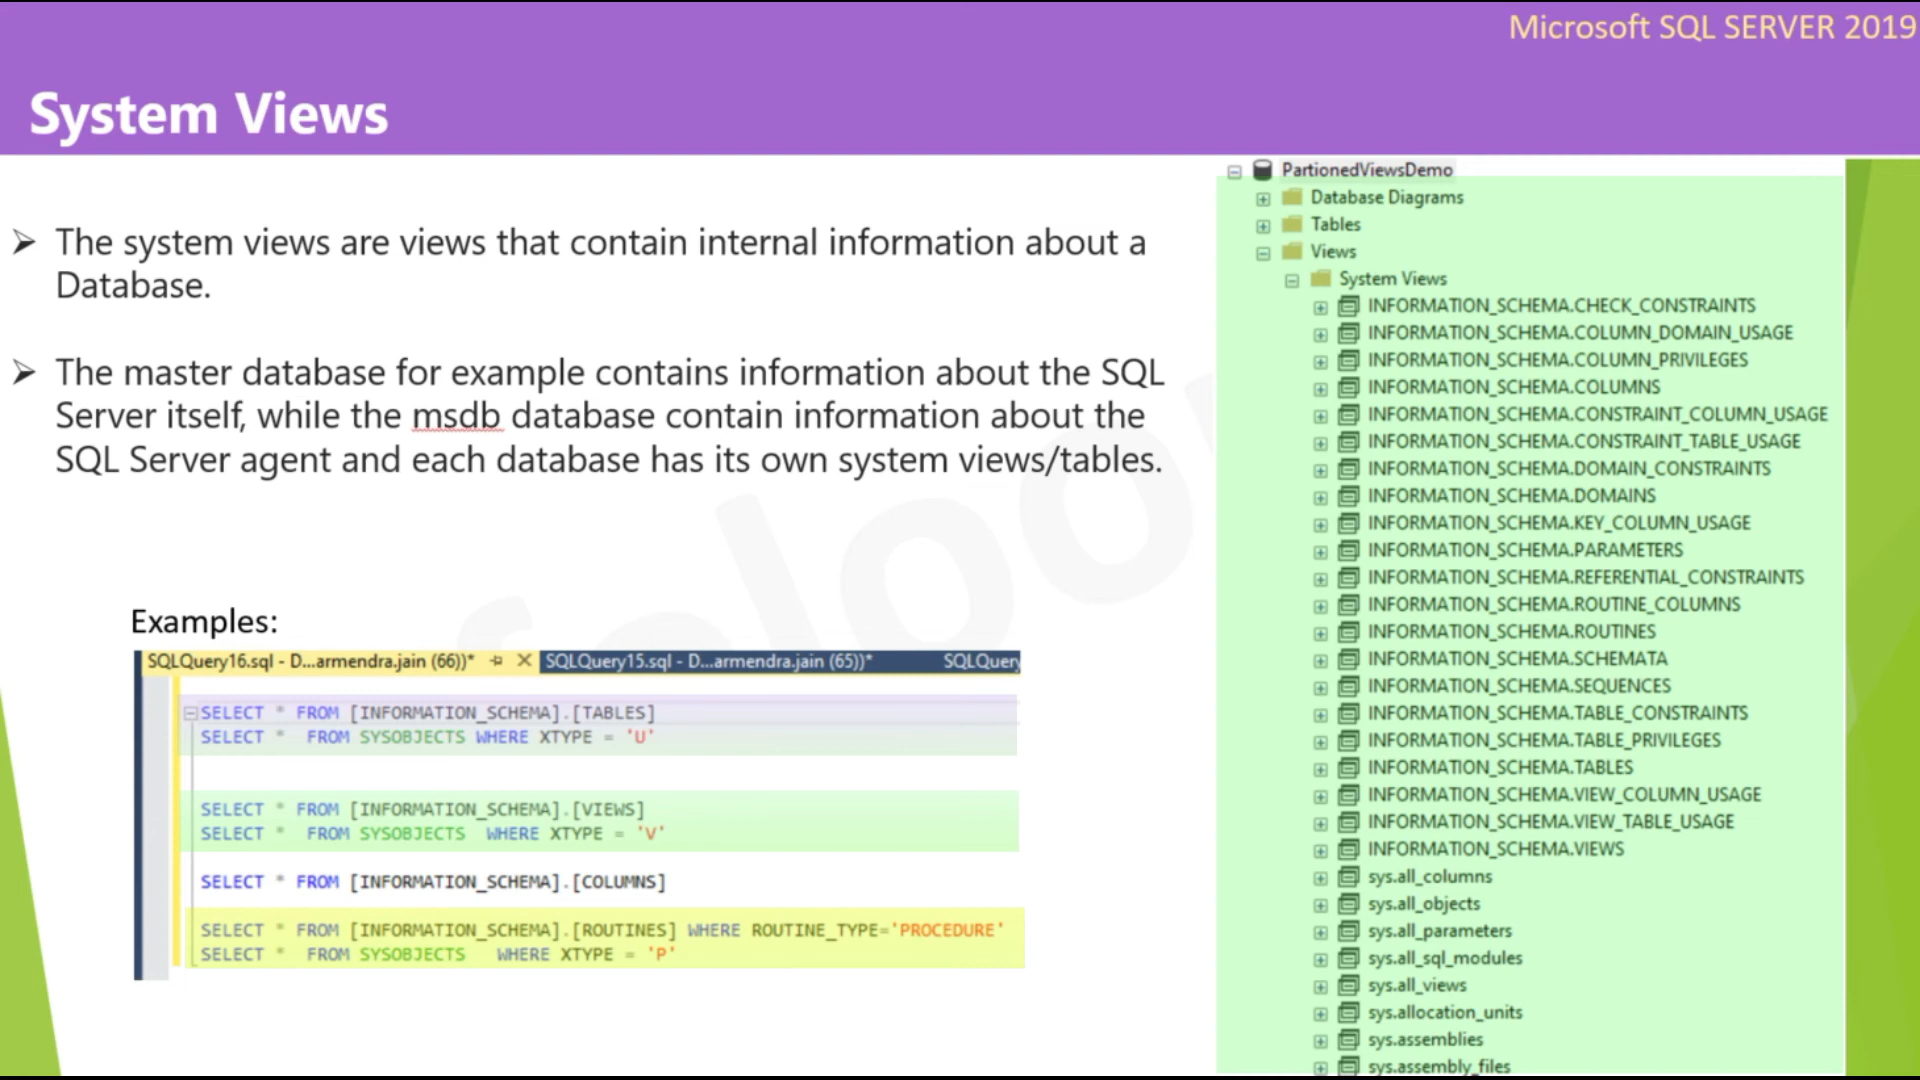 Microsoft SQL SERVER 2019
System Views
The system views are views that contain internal information about a
Database.
The master database for example contains information about the SQL
Server itself, while the msdb database contain information about the
SQL Server agent and each database has its own system views/tables.
Examples:
SQLQuery16.sql - D...armendra.jain (66))* SQLQuery15.sql - D...armendra.jain (65))* SQLQuery
SELECT * FROM [INFORMATION_SCHEMA].[TABLES]
SELECT * FROM SYSOBJECTS WHERE XTYPE = 'U'
SELECT * FROM [INFORMATION_SCHEMA].[VIEWS]
SELECT * FROM SYSOBJECTS WHERE XTYPE = 'V'
SELECT * FROM [INFORMATION_SCHEMA].[COLUMNS]
SELECT * FROM [INFORMATION_SCHEMA].[ROUTINES] WHERE ROUTINE_TYPE='PROCEDURE'
SELECT * FROM SYSOBJECTS WHERE XTYPE = 'P'
PartionedViewsDemo
Database Diagrams
Tables
Views
System Views
INFORMATION_SCHEMA.CHECK_CONSTRAINTS
INFORMATION_SCHEMA.COLUMN_DOMAIN_USAGE
INFORMATION_SCHEMA.COLUMN_PRIVILEGES
INFORMATION_SCHEMA.COLUMNS
INFORMATION_SCHEMA.CONSTRAINT_COLUMN_USAGE
INFORMATION_SCHEMA.CONSTRAINT_TABLE_USAGE
INFORMATION_SCHEMA.DOMAIN_CONSTRAINTS
INFORMATION_SCHEMA.DOMAINS
INFORMATION_SCHEMA.KEY_COLUMN_USAGE
INFORMATION_SCHEMA.PARAMETERS
INFORMATION_SCHEMA.REFERENTIAL_CONSTRAINTS
INFORMATION_SCHEMA.ROUTINE_COLUMNS
INFORMATION_SCHEMA.ROUTINES
INFORMATION_SCHEMA.SCHEMATA
INFORMATION_SCHEMA.SEQUENCES
INFORMATION_SCHEMA.TABLE_CONSTRAINTS
INFORMATION_SCHEMA.TABLE_PRIVILEGES
INFORMATION_SCHEMA.TABLES
INFORMATION_SCHEMA.VIEW_COLUMN_USAGE
INFORMATION_SCHEMA.VIEW_TABLE_USAGE
INFORMATION_SCHEMA.VIEWS
sys.all_columns
sys.all_objects
sys.all_parameters
sys.all_sql_modules
sys.all_views
sys.allocation_units
sys.assemblies
sys.assembly_files